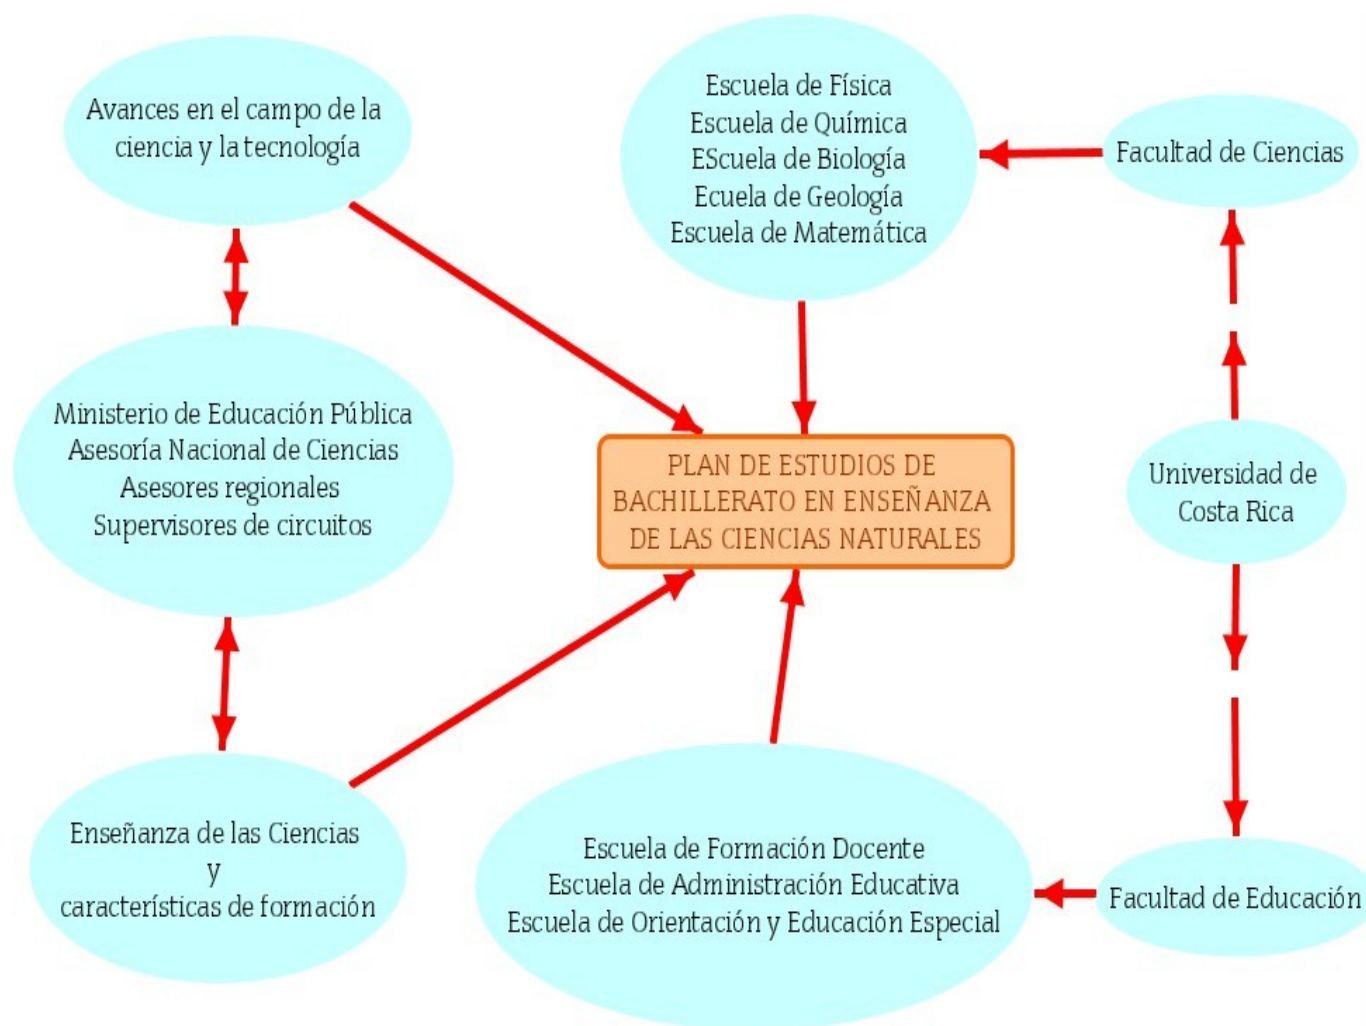 Avances en el campo de la
ciencia y la tecnología
Escuela de Física
Escuela de Química
EScuela de Biología
Ecuela de Geología
Escuela de Matemática
Facultad de Ciencias
Ministerio de Educación Pública
Asesoría Nacional de Ciencias
Asesores regionales
Supervisores de circuitos
PLAN DE ESTUDIOS DE
BACHILLERATO EN ENSEÑANZA
DE LAS CIENCIAS NATURALES
Universidad de
Costa Rica
Enseñanza de las Ciencias
y
característícas de formación
Escuela de Formación Docente
Escuela de Administración Educativa
Escuela de Orientación y Educación Especial
Facultad de Educación